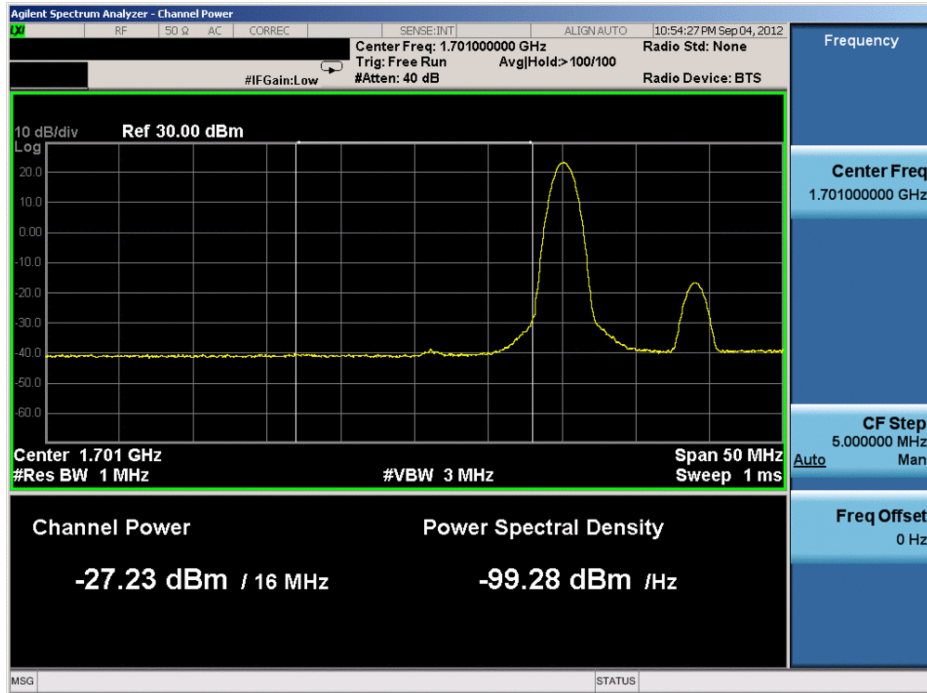 Agilent Spectrum Analyzer - Channel Power
LXI RF 50 Ω AC CORREC SENSE:INT ALIGN AUTO 10:54:27 PM Sep 04, 2012
Center Freq: 1.701000000 GHz Radio Std: None
Trig: Free Run Avg|Hold:>100/100
#IFGain:Low #Atten: 40 dB Radio Device: BTS
10 dB/div Ref 30.00 dBm
Log
20.0
10.0
0.00
-10.0
-20.0
-30.0
-40.0
-50.0
-60.0
Center 1.701 GHz Span 50 MHz
#Res BW 1 MHz #VBW 3 MHz Sweep 1 ms
Channel Power Power Spectral Density
-27.23 dBm / 16 MHz -99.28 dBm /Hz
MSG STATUS
Frequency
Center Freq
1.701000000 GHz
CF Step
5.000000 MHz
Auto Man
Freq Offset
0 Hz